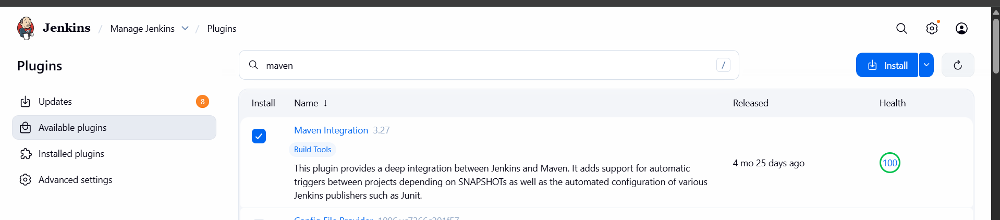 Jenkins / Manage Jenkins / Plugins
Plugins
maven /
Install
Updates 8
Available plugins
Installed plugins
Advanced settings
Install Name ↓ Released Health
Maven Integration 3.27
Build Tools
This plugin provides a deep integration between Jenkins and Maven. It adds support for automatic
triggers between projects depending on SNAPSHOTs as well as the automated configuration of various
Jenkins publishers such as Junit.
4 mo 25 days ago
100
Config File Provider